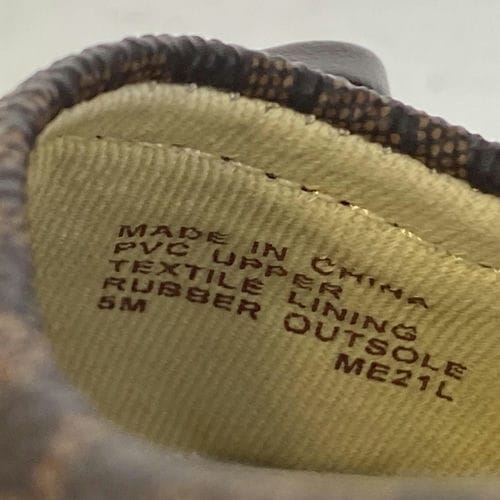 MADE IN CHINA
PVC UPPER
TEXTILE LINING
RUBBER OUTSOLE
5M ME21L